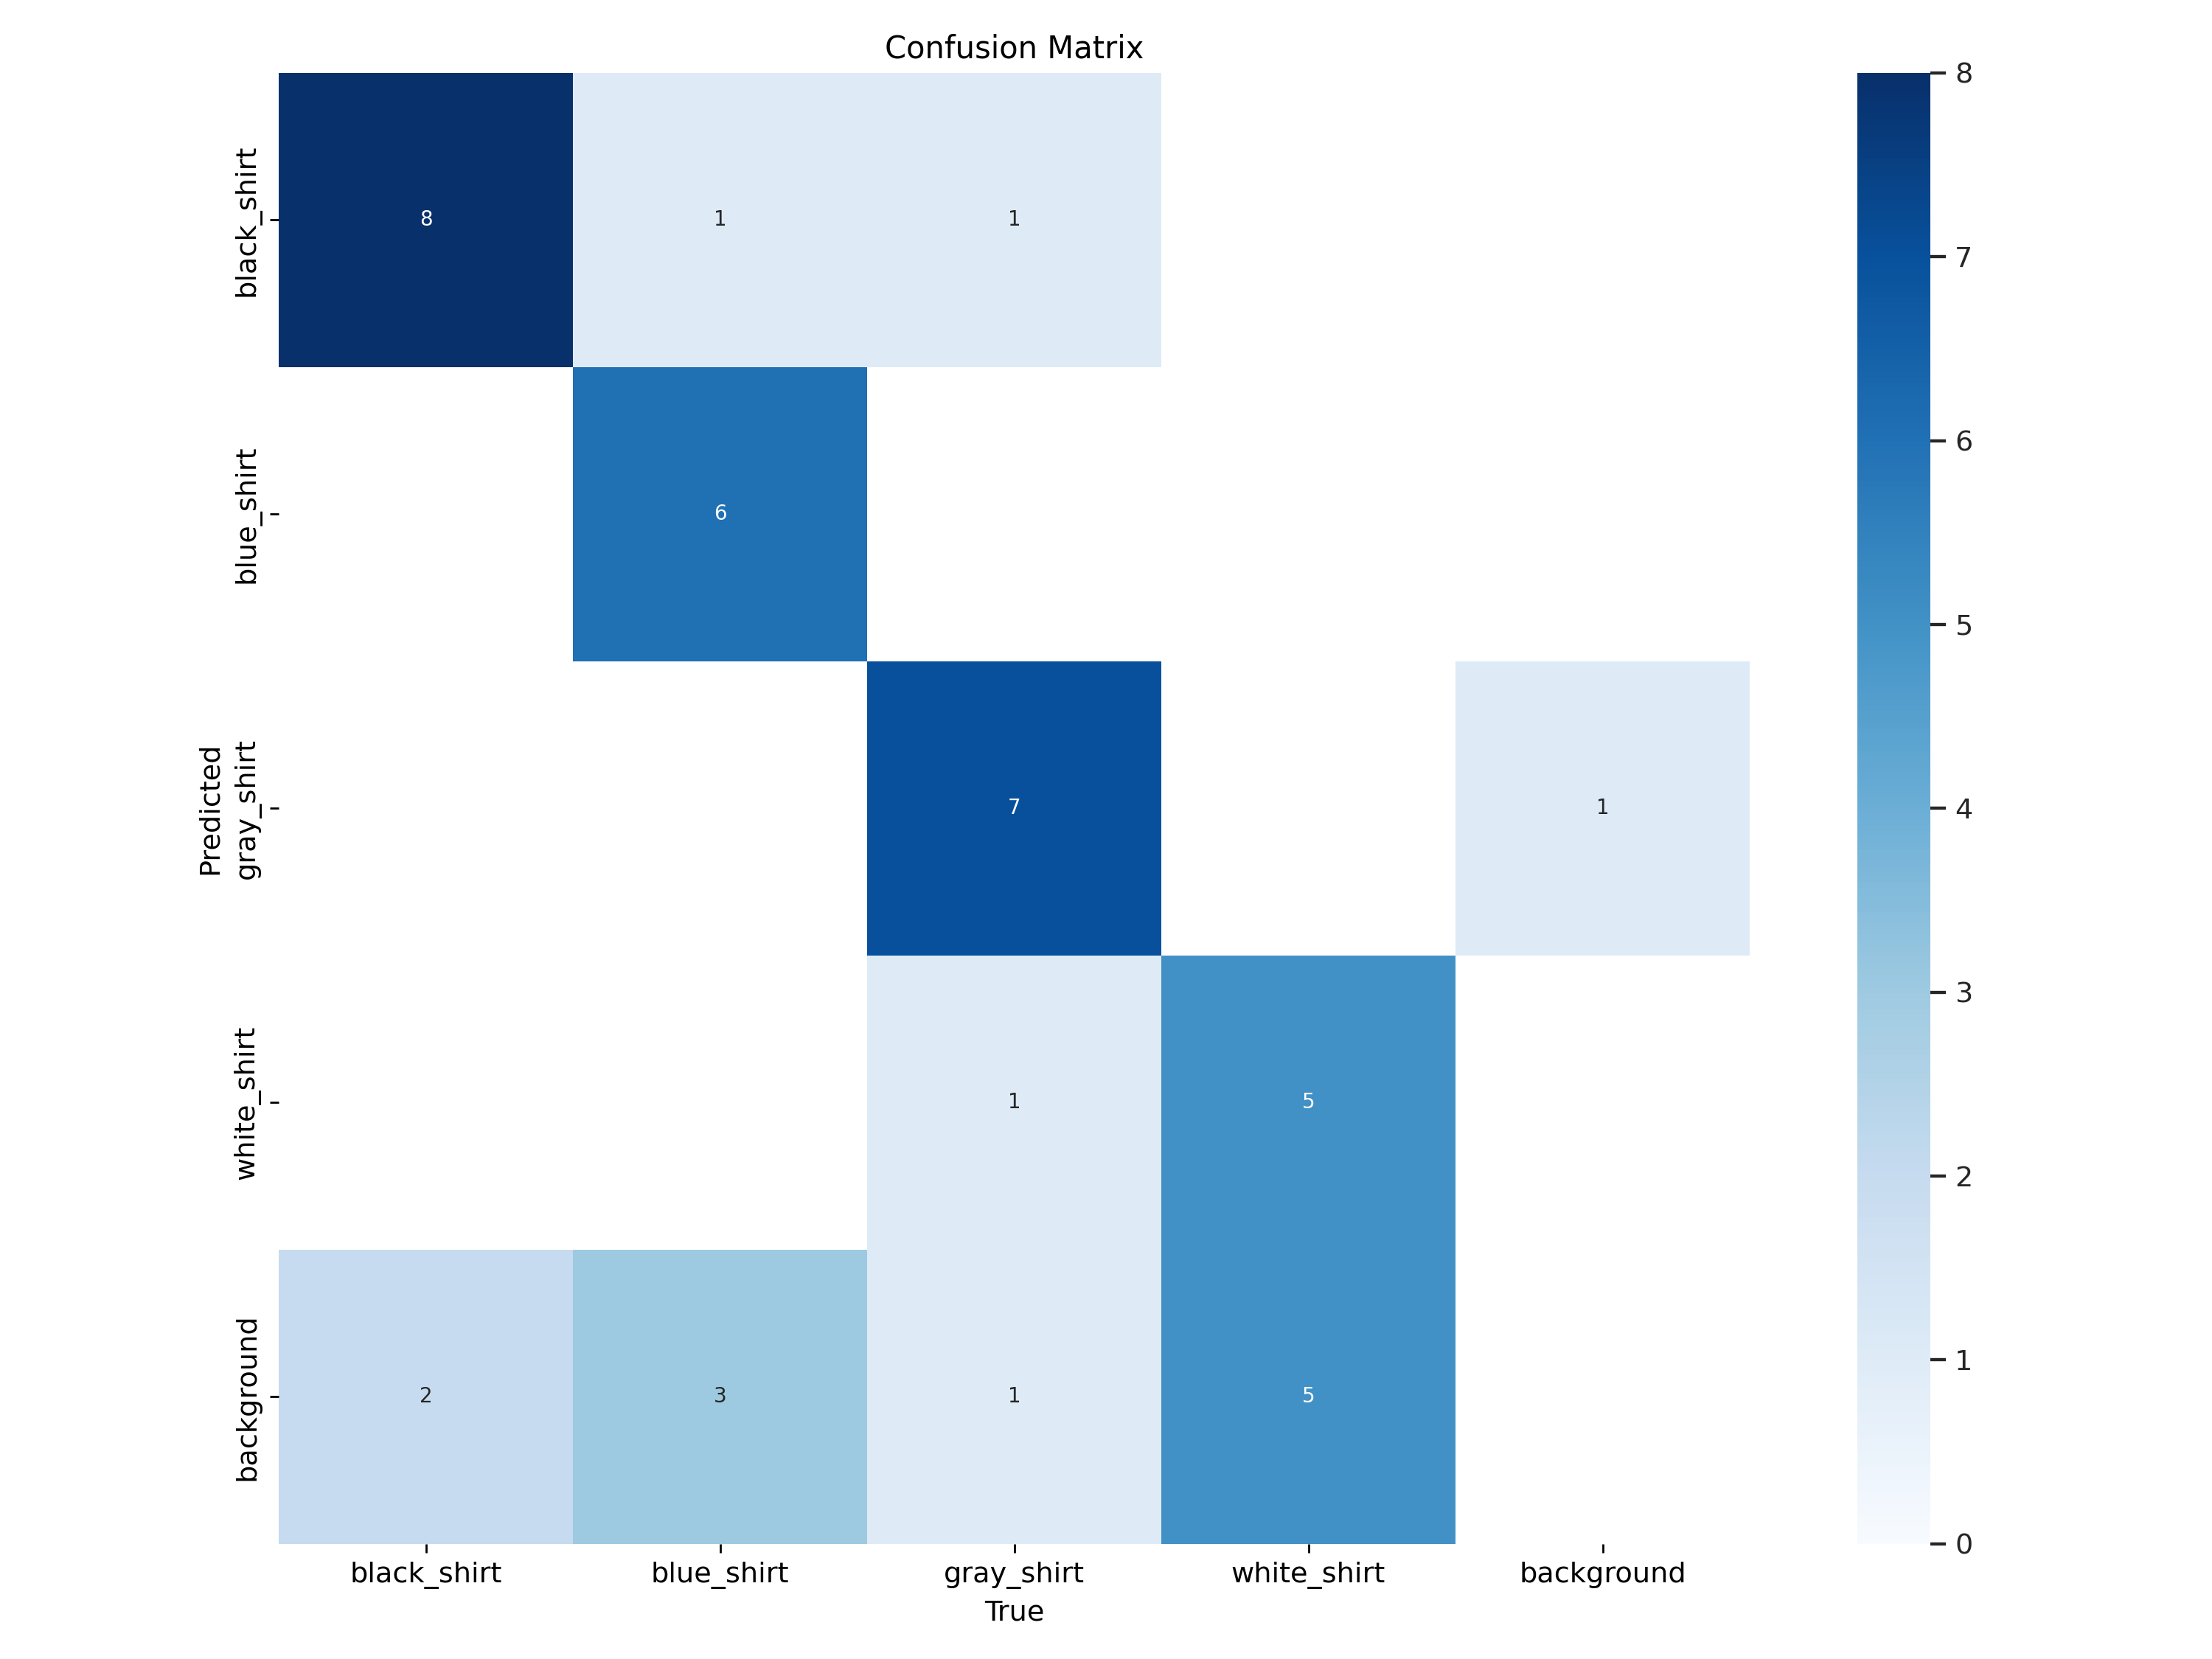 Confusion Matrix
black_shirt
blue_shirt
gray_shirt
white_shirt
background
Predicted
8 1 1
6
7 1
1 5
2 3 1 5
black_shirt blue_shirt gray_shirt white_shirt background
True
8
7
6
5
4
3
2
1
0